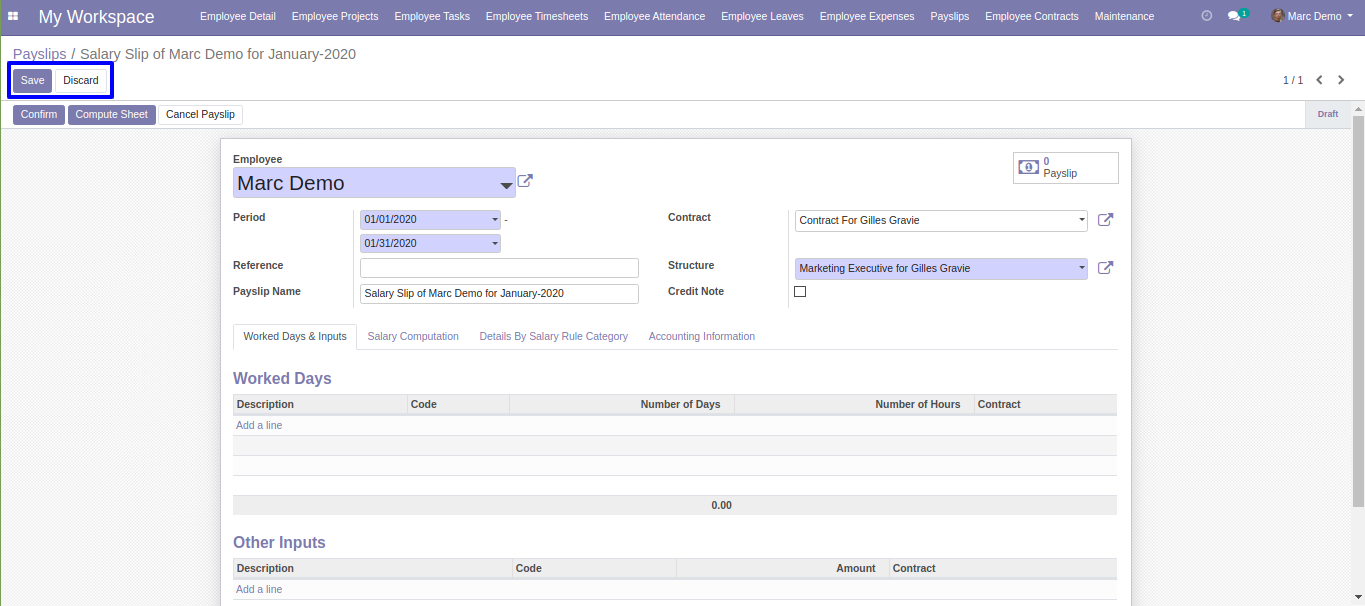 My Workspace Employee Detail Employee Projects Employee Tasks Employee Timesheets Employee Attendance Employee Leaves Employee Expenses Payslips Employee Contracts Maintenance 1 Marc Demo
Payslips / Salary Slip of Marc Demo for January-2020
Save Discard 1 / 1
Confirm Compute Sheet Cancel Payslip Draft
Employee
Marc Demo
0
Payslip
Period 01/01/2020 - Contract Contract For Gilles Gravie
01/31/2020
Reference Structure Marketing Executive for Gilles Gravie
Payslip Name Salary Slip of Marc Demo for January-2020 Credit Note
Worked Days & Inputs Salary Computation Details By Salary Rule Category Accounting Information
Worked Days
Description Code Number of Days Number of Hours Contract
Add a line
0.00
Other Inputs
Description Code Amount Contract
Add a line